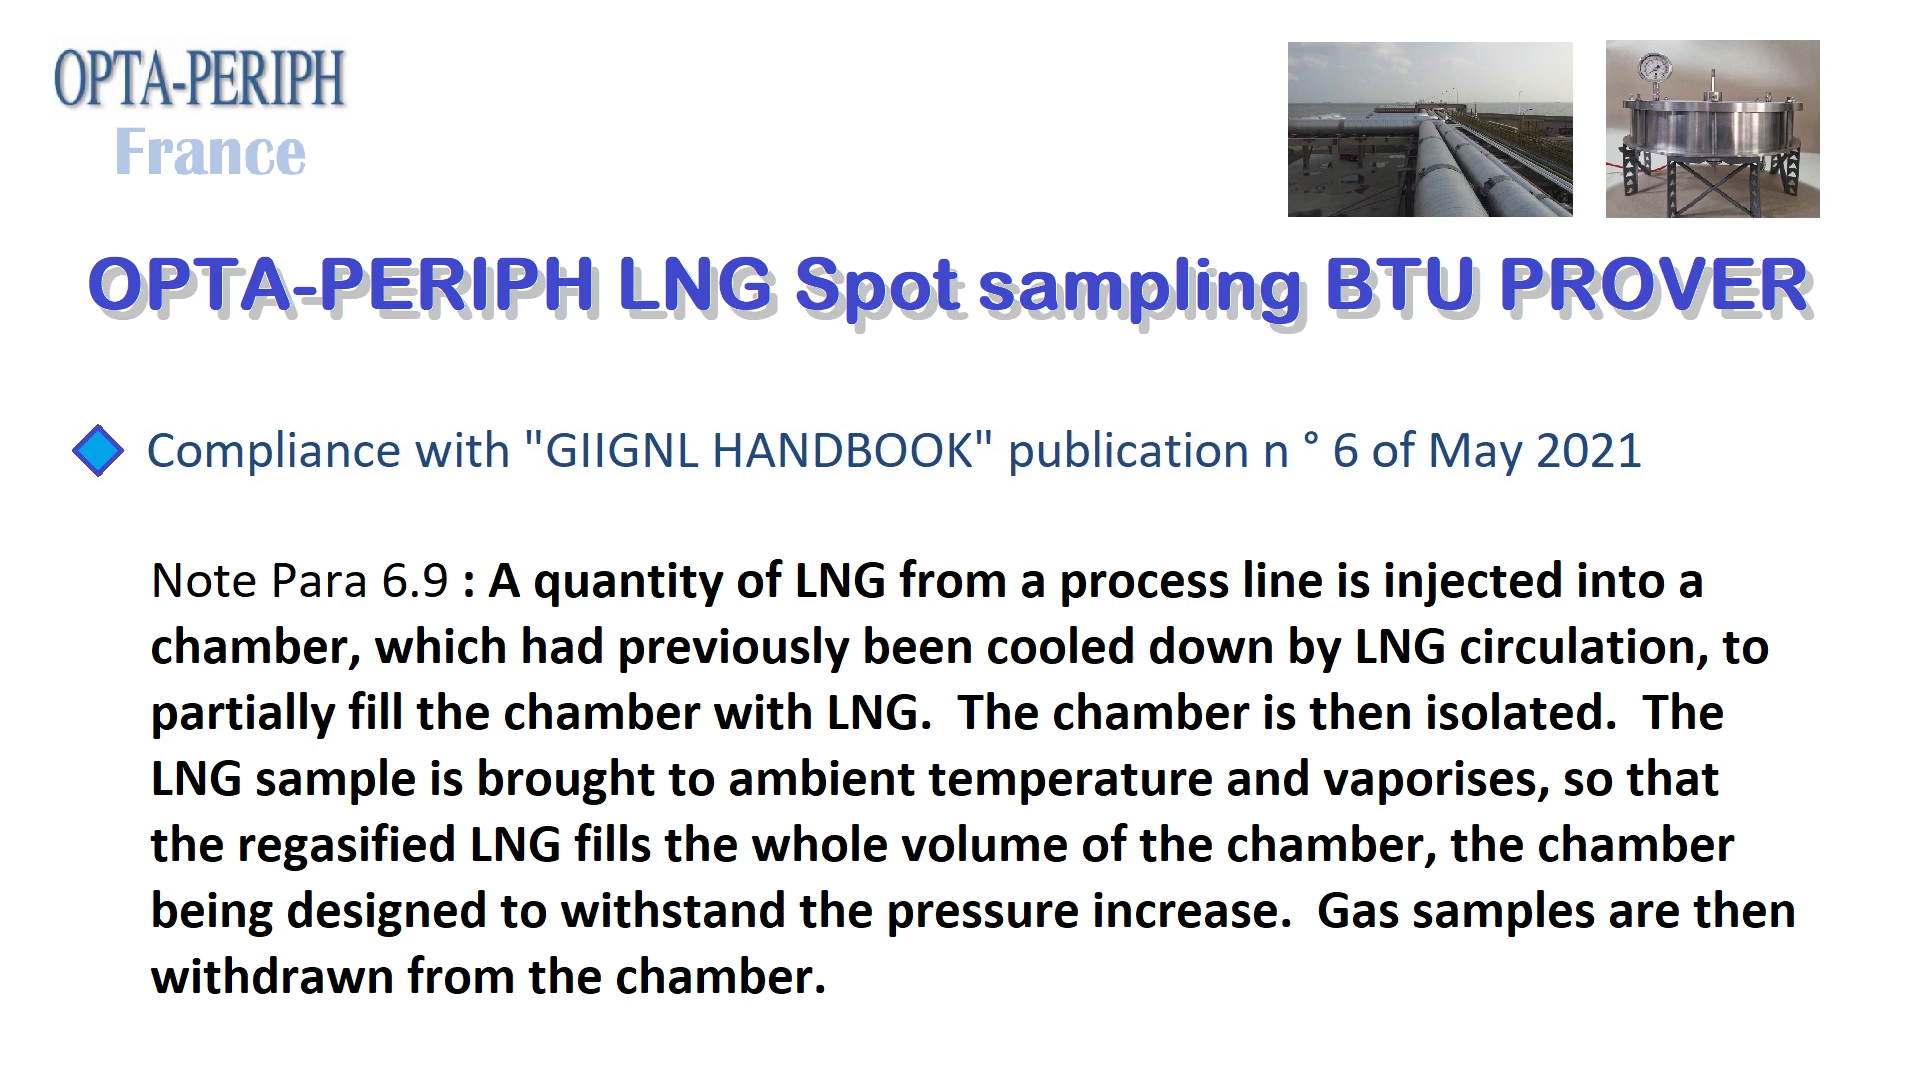 OPTA-PERIPH
France
OPTA-PERIPH LNG Spot sampling BTU PROVER
Compliance with "GIIGNL HANDBOOK" publication n ° 6 of May 2021
Note Para 6.9 : A quantity of LNG from a process line is injected into a
chamber, which had previously been cooled down by LNG circulation, to
partially fill the chamber with LNG.  The chamber is then isolated.  The
LNG sample is brought to ambient temperature and vaporises, so that
the regasified LNG fills the whole volume of the chamber, the chamber
being designed to withstand the pressure increase.  Gas samples are then
withdrawn from the chamber.